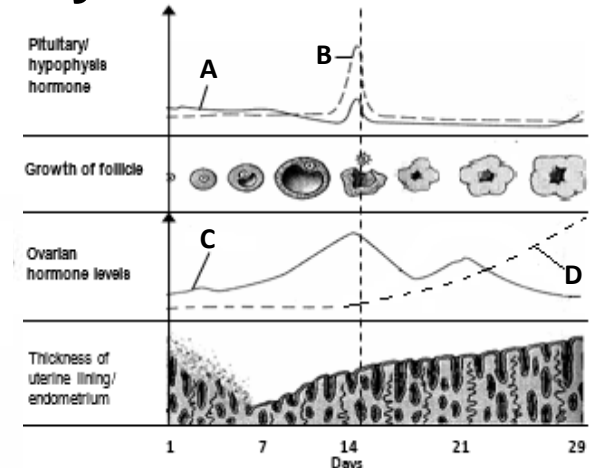 Pituitary/
hypophysis
hormone
A
B
Growth of follicle
Ovarian
hormone levels
C
D
Thickness of
uterine lining/
endometrium
1 7 14 21 29
Days